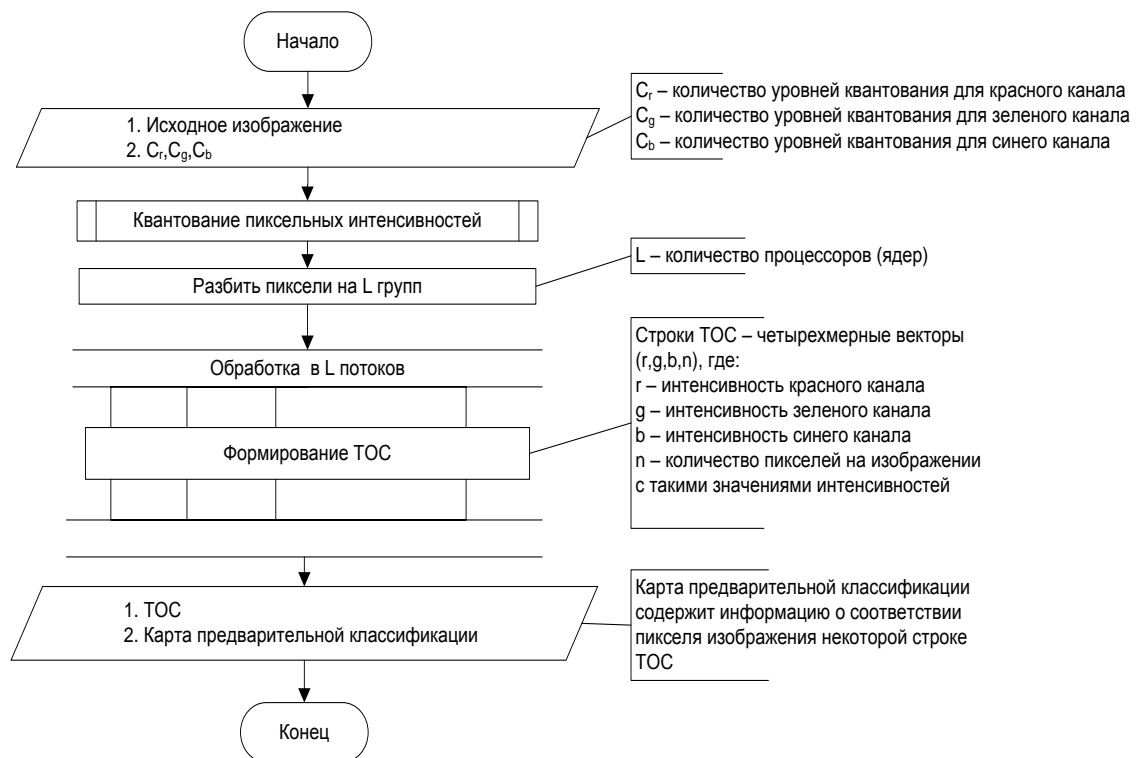 Начало
1. Исходное изображение
2. Cr,Cg,Cb
Cr – количество уровней квантования для красного канала
Cg – количество уровней квантования для зеленого канала
Cb – количество уровней квантования для синего канала
Квантование пиксельных интенсивностей
L – количество процессоров (ядер)
Разбить пиксели на L групп
Обработка в L потоков
Формирование ТОС
Строки ТОС – четырехмерные векторы
(r,g,b,n), где:
r – интенсивность красного канала
g – интенсивность зеленого канала
b – интенсивность синего канала
n – количество пикселей на изображении
с такими значениями интенсивностей
1. ТОС
2. Карта предварительной классификации
Карта предварительной классификации
содержит информацию о соответствии
пикселя изображения некоторой строке
ТОС
Конец